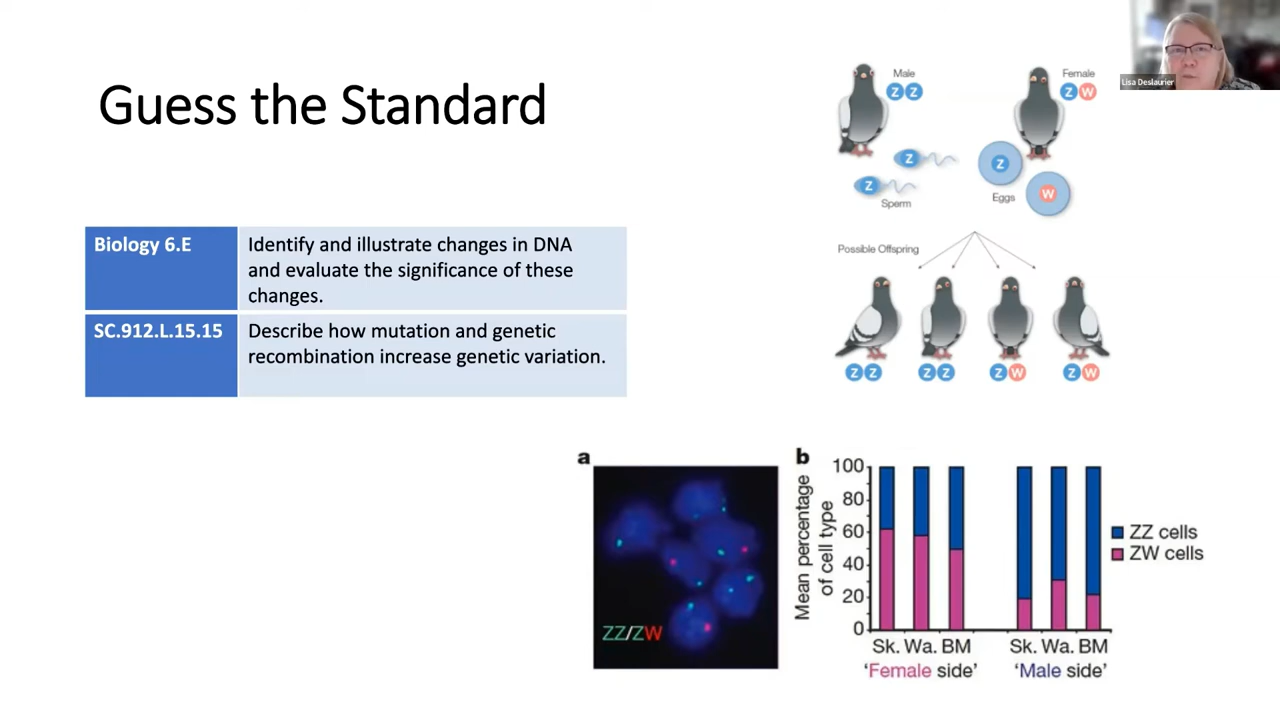 Lisa Deslaurier
Guess the Standard
Biology 6.E
Identify and illustrate changes in DNA
and evaluate the significance of these
changes.
SC.912.L.15.15
Describe how mutation and genetic
recombination increase genetic variation.
Male
Z Z
Female
Z W
Z
Z
Sperm
Z
W
Eggs
Possible Offspring
Z Z
Z Z
Z W
Z W
a
ZZ/ZW
b
Mean percentage
of cell type
100
80
60
40
20
0
Sk. Wa. BM
'Female side'
Sk. Wa. BM
'Male side'
ZZ cells
ZW cells